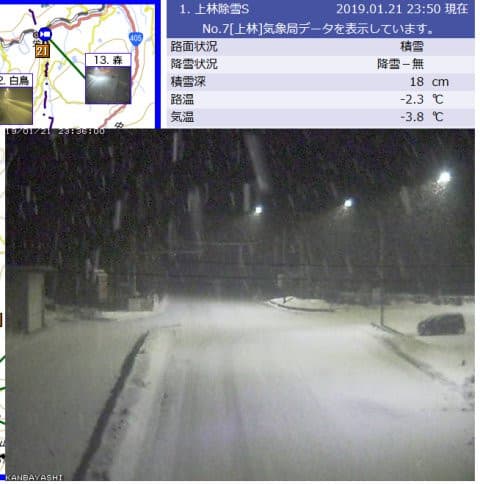 1. 上林除雪S 2019.01.21 23:50 現在
No.7[上林]気象局データを表示しています。
路面状況 積雪
降雪状況 降雪－無
積雪深 18 cm
路温 -2.3 ℃
気温 -3.8 ℃
405
21
13. 森
2. 白鳥
19/01/21 23:36:00
KANBAYASHI